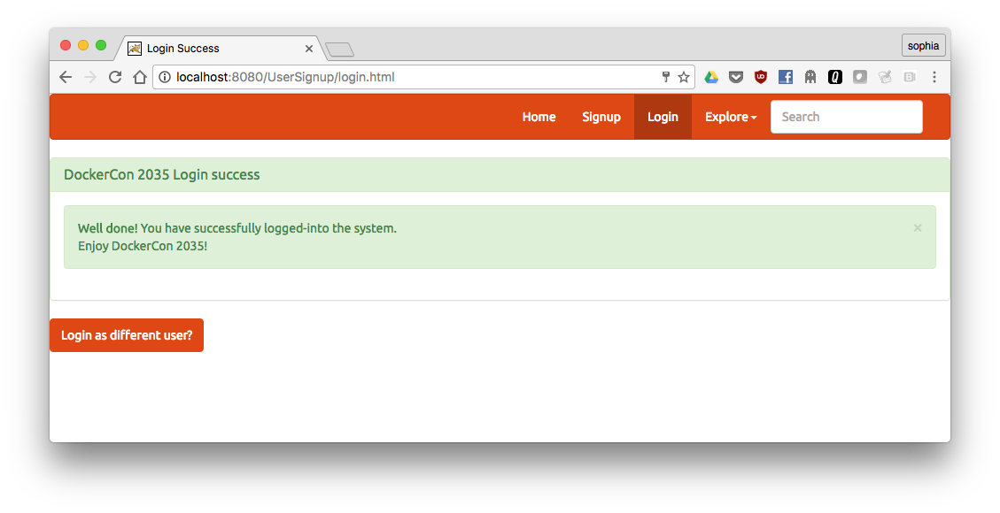 Login Success
sophia
localhost:8080/UserSignup/login.html
Home Signup Login Explore Search
DockerCon 2035 Login success
Well done! You have successfully logged-into the system.
Enjoy DockerCon 2035!
Login as different user?